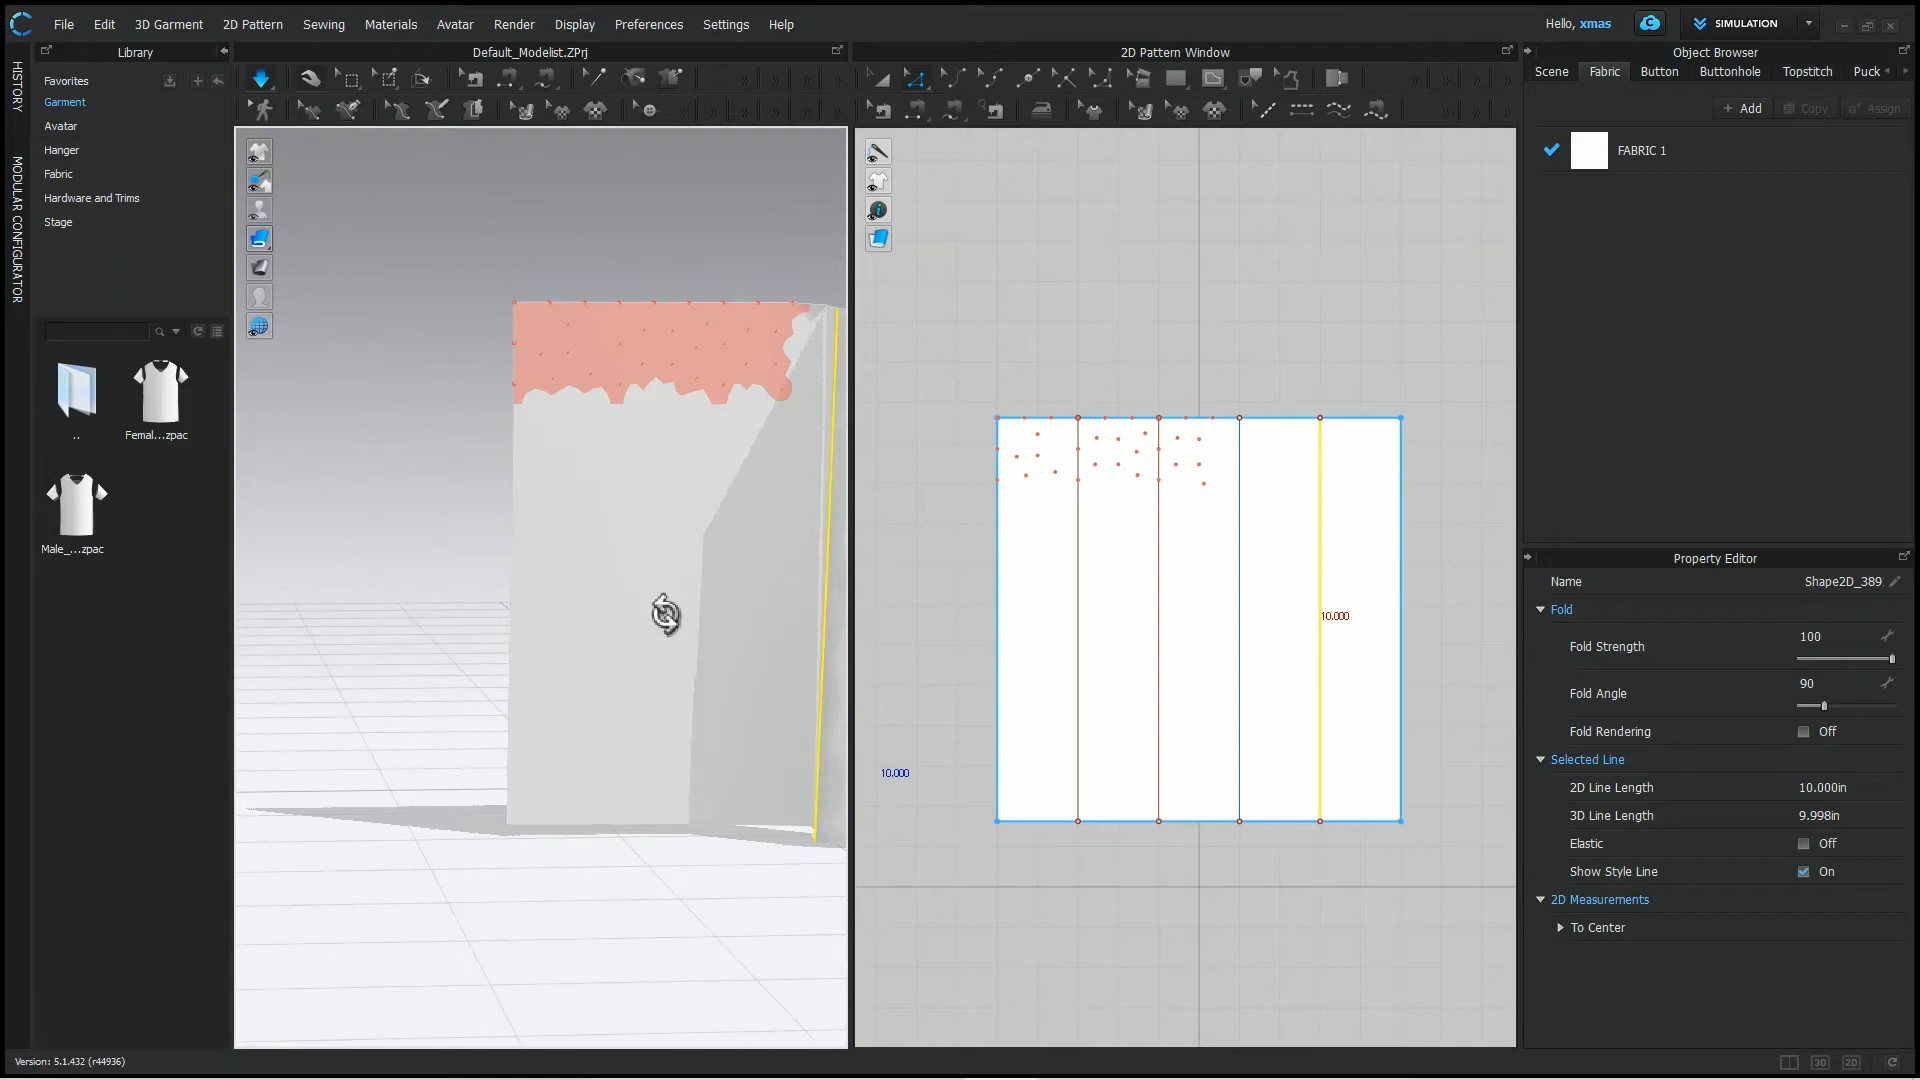 File Edit 3D Garment 2D Pattern Sewing Materials Avatar Render Display Preferences Settings Help
Hello, xmas
SIMULATION
Library
Default_Modelist.ZPrj
2D Pattern Window
Object Browser
HISTORY
MODULAR CONFIGURATOR
Favorites
Garment
Avatar
Hanger
Fabric
Hardware and Trims
Stage
..
Femal...zpac
Male_...zpac
10.000
10.000
Scene Fabric Button Buttonhole Topstitch Puck
+ Add Copy Assign
FABRIC 1
Property Editor
Name Shape2D_389
Fold
Fold Strength 100
Fold Angle 90
Fold Rendering Off
Selected Line
2D Line Length 10.000in
3D Line Length 9.998in
Elastic Off
Show Style Line On
2D Measurements
To Center
Version: 5.1.432 (r44936)
3D 2D